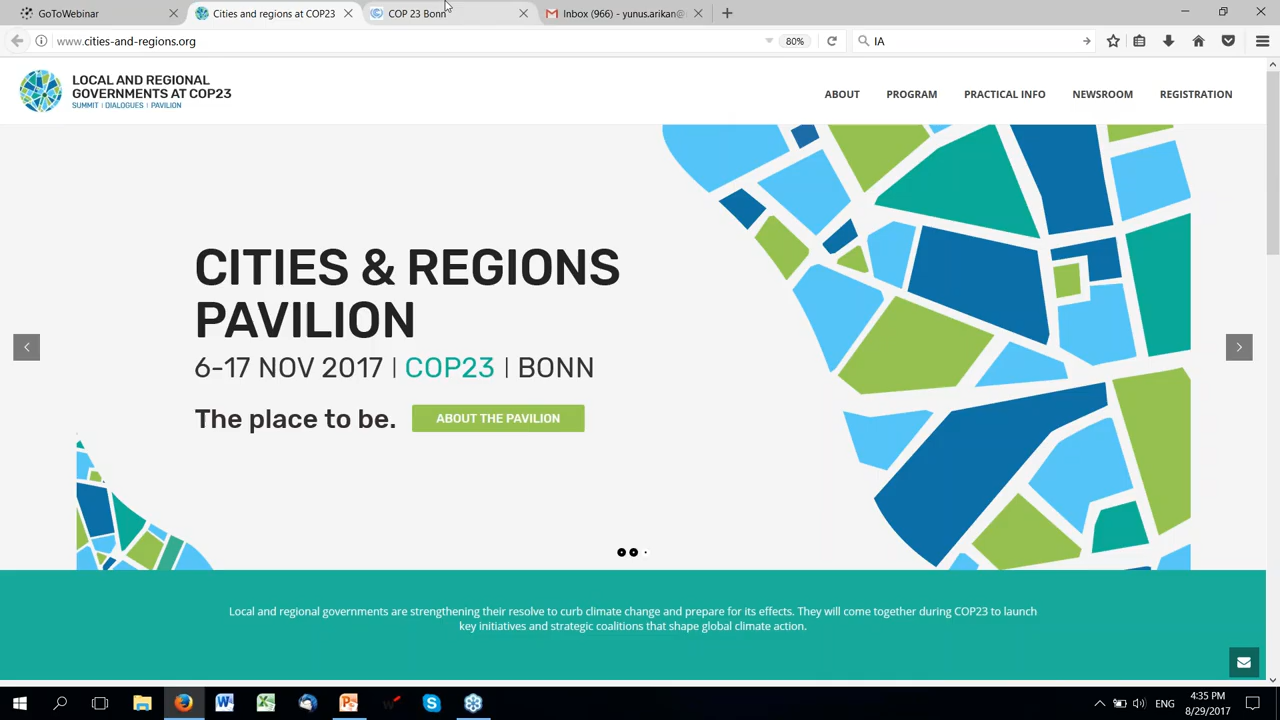 GoToWebinar
Cities and regions at COP23
COP 23 Bonn
Inbox (966) - yunus.arikan@
www.cities-and-regions.org
80%
IA
LOCAL AND REGIONAL
GOVERNMENTS AT COP23
SUMMIT | DIALOGUES | PAVILION
ABOUT
PROGRAM
PRACTICAL INFO
NEWSROOM
REGISTRATION
CITIES & REGIONS
PAVILION
6-17 NOV 2017 | COP23 | BONN
The place to be.
ABOUT THE PAVILION
Local and regional governments are strengthening their resolve to curb climate change and prepare for its effects. They will come together during COP23 to launch
key initiatives and strategic coalitions that shape global climate action.
ENG
4:35 PM
8/29/2017